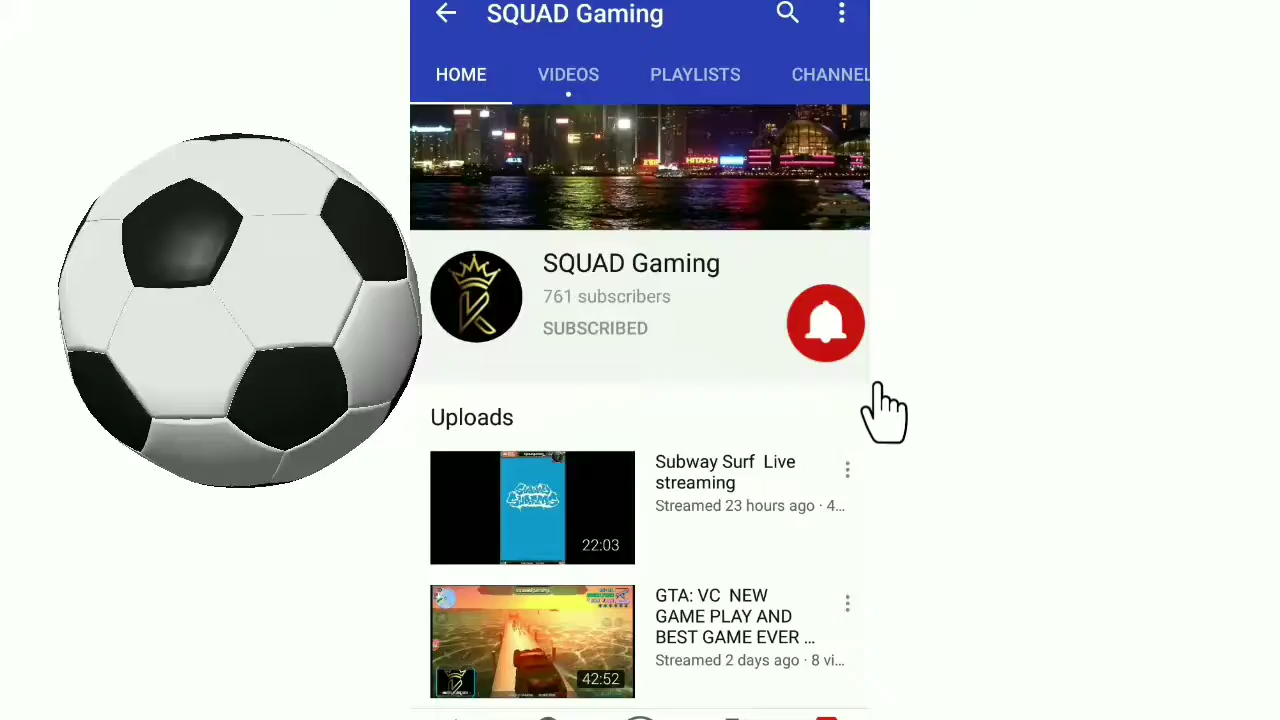 SQUAD Gaming
HOME VIDEOS PLAYLISTS CHANNEL
HITACHI
SQUAD Gaming
761 subscribers
SUBSCRIBED
Uploads
Subway Surf Live
streaming
Streamed 23 hours ago · 4...
22:03
GTA: VC NEW
GAME PLAY AND
BEST GAME EVER ...
Streamed 2 days ago · 8 vi...
42:52